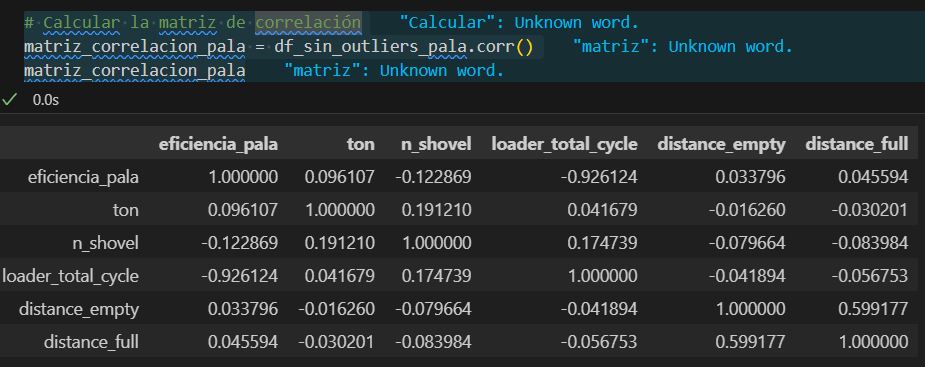 # Calcular la matriz de correlación "Calcular": Unknown word.
matriz_correlacion_pala = df_sin_outliers_pala.corr() "matriz": Unknown word.
matriz_correlacion_pala "matriz": Unknown word.
0.0s
eficiencia_pala ton n_shovel loader_total_cycle distance_empty distance_full
eficiencia_pala 1.000000 0.096107 -0.122869 -0.926124 0.033796 0.045594
ton 0.096107 1.000000 0.191210 0.041679 -0.016260 -0.030201
n_shovel -0.122869 0.191210 1.000000 0.174739 -0.079664 -0.083984
loader_total_cycle -0.926124 0.041679 0.174739 1.000000 -0.041894 -0.056753
distance_empty 0.033796 -0.016260 -0.079664 -0.041894 1.000000 0.599177
distance_full 0.045594 -0.030201 -0.083984 -0.056753 0.599177 1.000000